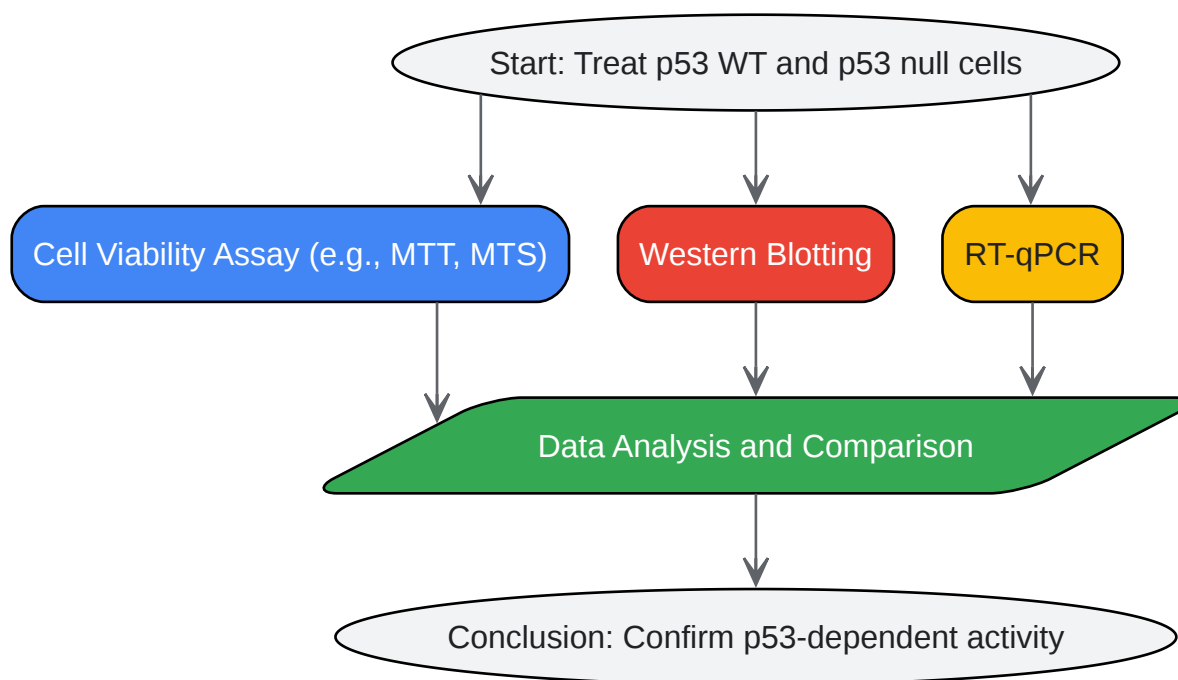 Start: Treat p53 WT and p53 null cells
Cell Viability Assay (e.g., MTT, MTS)
Western Blotting
RT-qPCR
Data Analysis and Comparison
Conclusion: Confirm p53-dependent activity